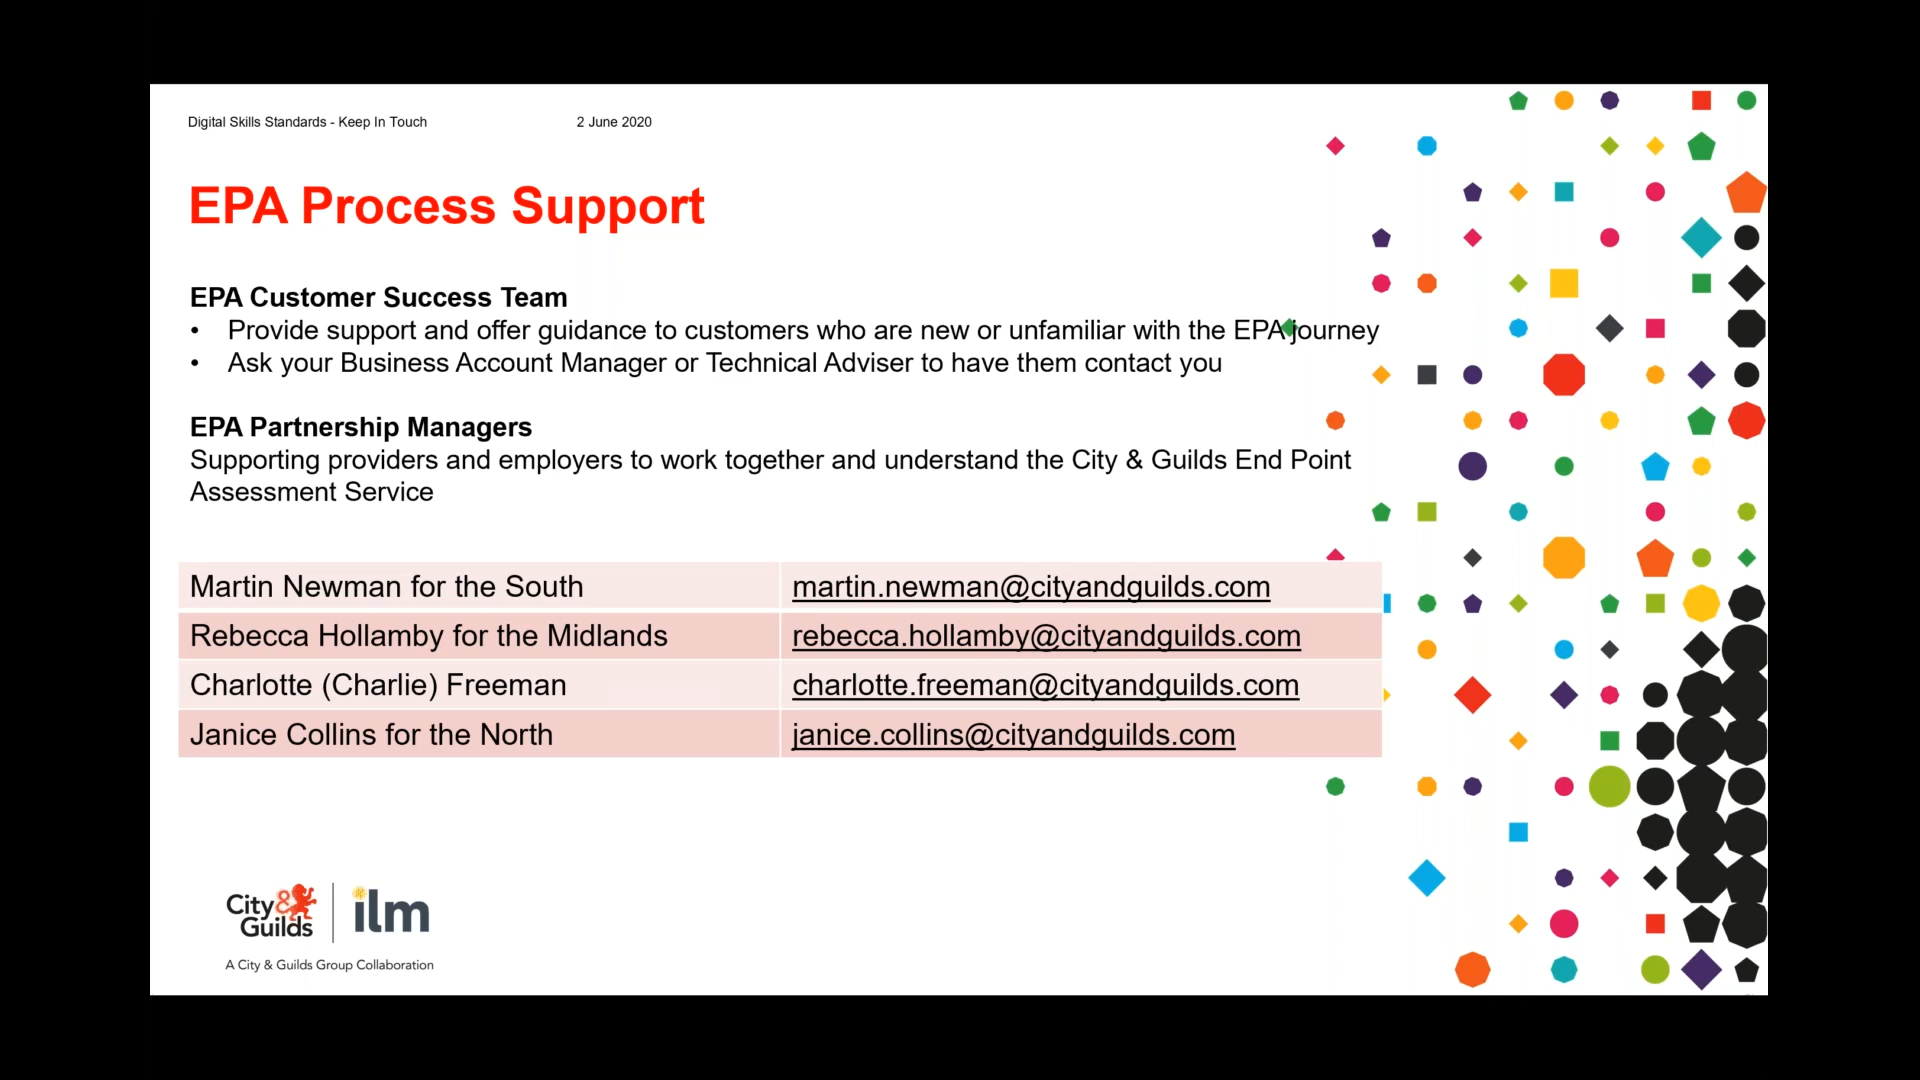 Digital Skills Standards - Keep In Touch 2 June 2020
EPA Process Support
EPA Customer Success Team
• Provide support and offer guidance to customers who are new or unfamiliar with the EPA journey
• Ask your Business Account Manager or Technical Adviser to have them contact you
EPA Partnership Managers
Supporting providers and employers to work together and understand the City & Guilds End Point
Assessment Service
Martin Newman for the South martin.newman@cityandguilds.com
Rebecca Hollamby for the Midlands rebecca.hollamby@cityandguilds.com
Charlotte (Charlie) Freeman charlotte.freeman@cityandguilds.com
Janice Collins for the North janice.collins@cityandguilds.com
City &
Guilds
ilm
A City & Guilds Group Collaboration